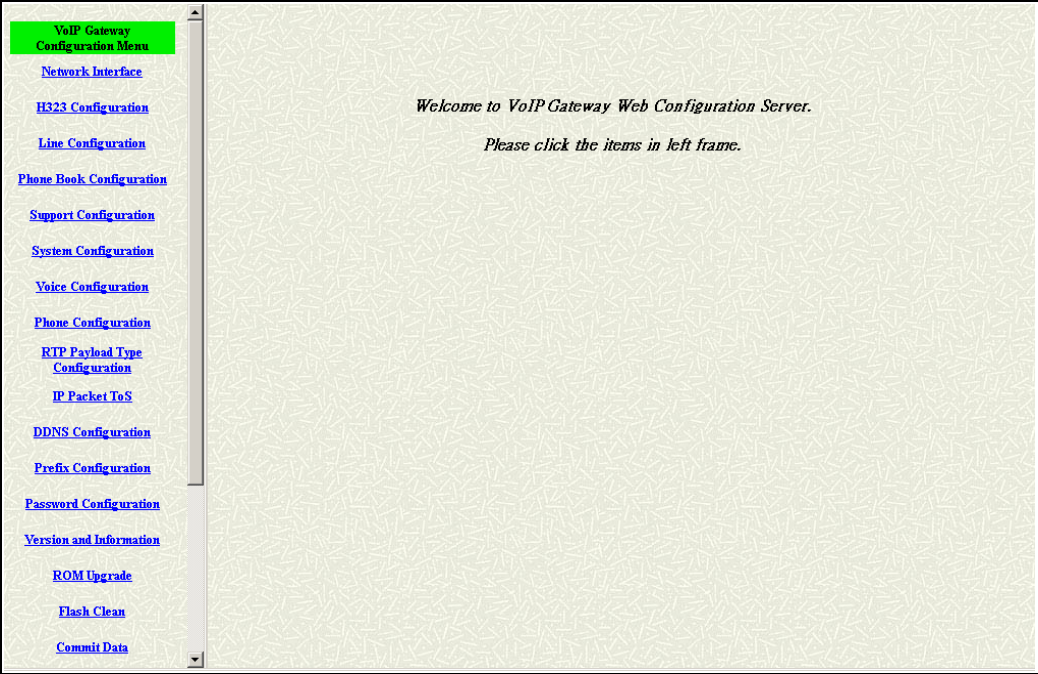 VoIP Gateway
Configuration Menu
Network Interface
H323 Configuration
Line Configuration
Phone Book Configuration
Support Configuration
System Configuration
Voice Configuration
Phone Configuration
RTP Payload Type
Configuration
IP Packet ToS
DDNS Configuration
Prefix Configuration
Password Configuration
Version and Information
ROM Upgrade
Flash Clean
Commit Data
Welcome to VoIP Gateway Web Configuration Server.
Please click the items in left frame.